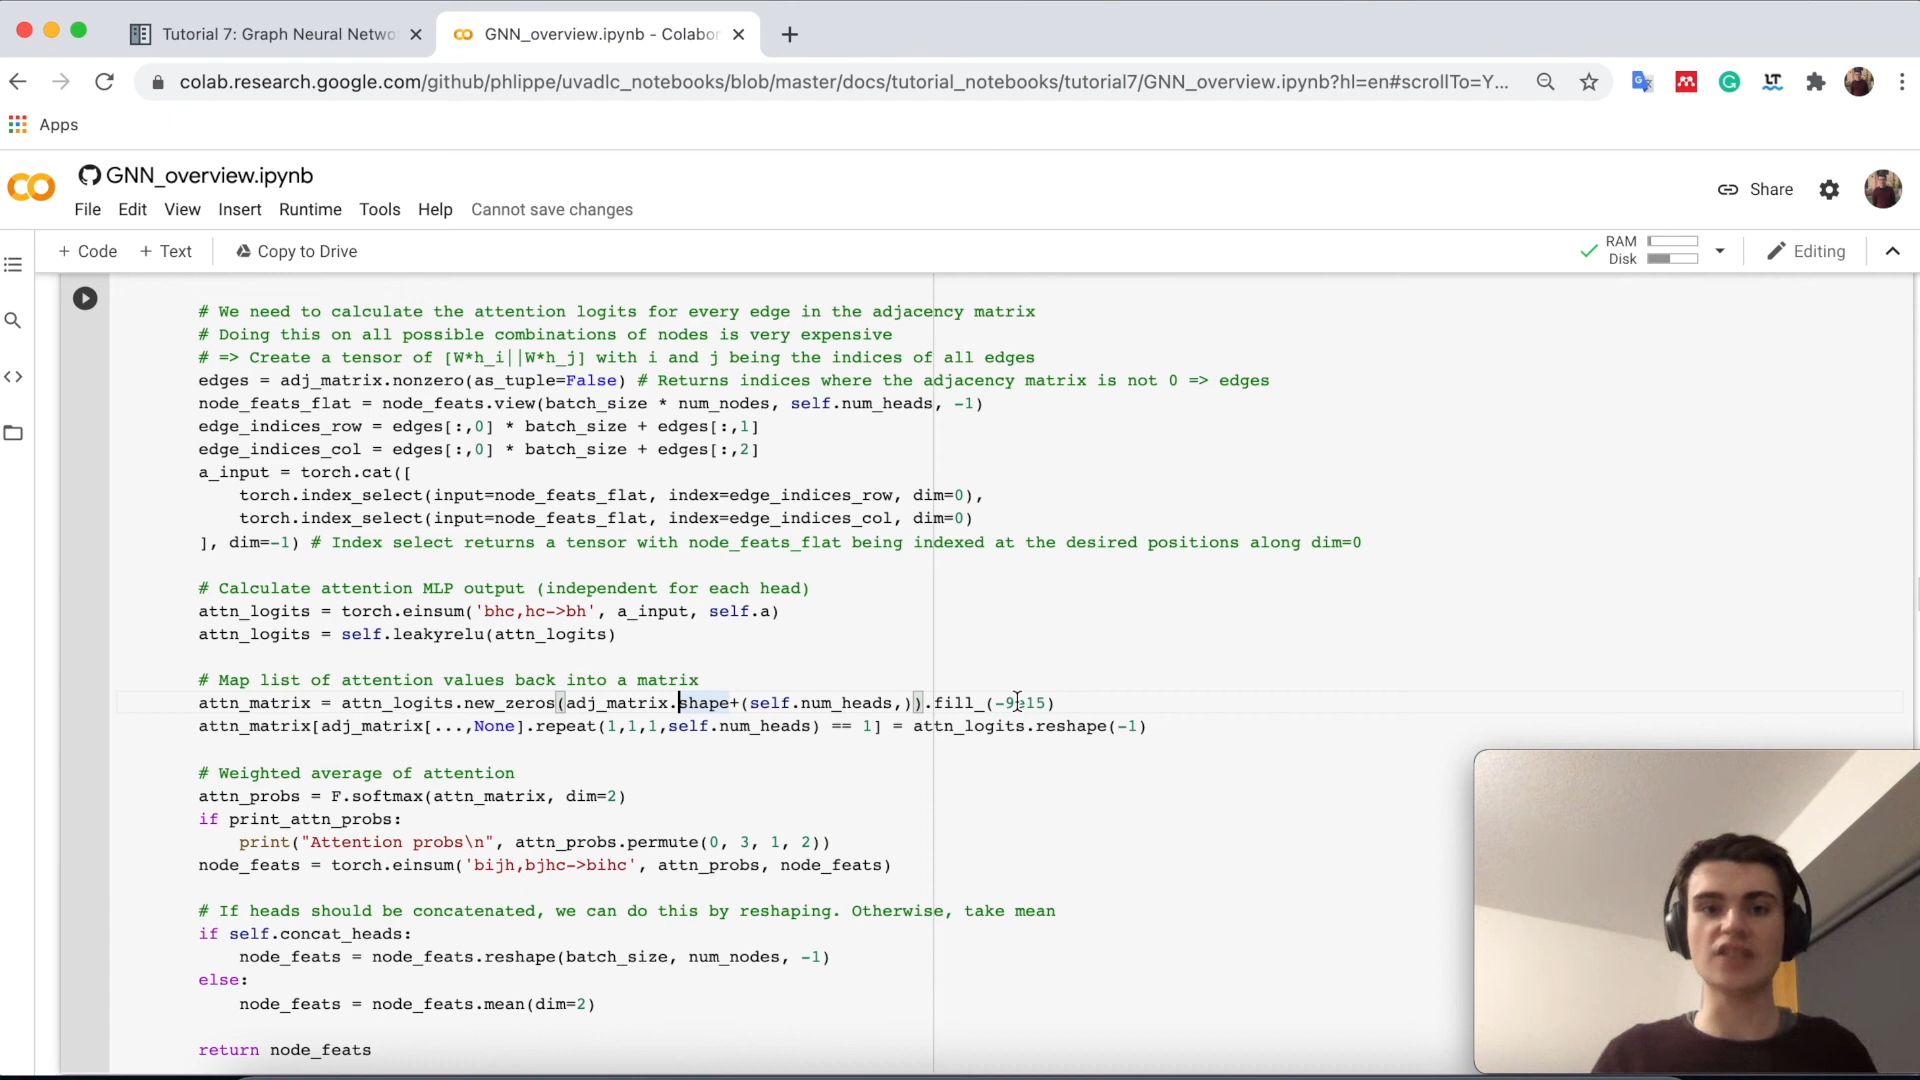 Tutorial 7: Graph Neural Netwo
GNN_overview.ipynb - Colabor
colab.research.google.com/github/phlippe/uvadlc_notebooks/blob/master/docs/tutorial_notebooks/tutorial7/GNN_overview.ipynb?hl=en#scrollTo=Y...
Apps
GNN_overview.ipynb
File Edit View Insert Runtime Tools Help Cannot save changes
Share
+ Code + Text Copy to Drive
RAM
Disk
Editing
# We need to calculate the attention logits for every edge in the adjacency matrix
# Doing this on all possible combinations of nodes is very expensive
# => Create a tensor of [W*h_i||W*h_j] with i and j being the indices of all edges
edges = adj_matrix.nonzero(as_tuple=False) # Returns indices where the adjacency matrix is not 0 => edges
node_feats_flat = node_feats.view(batch_size * num_nodes, self.num_heads, -1)
edge_indices_row = edges[:,0] * batch_size + edges[:,1]
edge_indices_col = edges[:,0] * batch_size + edges[:,2]
a_input = torch.cat([
torch.index_select(input=node_feats_flat, index=edge_indices_row, dim=0),
torch.index_select(input=node_feats_flat, index=edge_indices_col, dim=0)
], dim=-1) # Index select returns a tensor with node_feats_flat being indexed at the desired positions along dim=0
# Calculate attention MLP output (independent for each head)
attn_logits = torch.einsum('bhc,hc->bh', a_input, self.a)
attn_logits = self.leakyrelu(attn_logits)
# Map list of attention values back into a matrix
attn_matrix = attn_logits.new_zeros(adj_matrix.shape+(self.num_heads,)).fill_(-9e15)
attn_matrix[adj_matrix[...,None].repeat(1,1,1,self.num_heads) == 1] = attn_logits.reshape(-1)
# Weighted average of attention
attn_probs = F.softmax(attn_matrix, dim=2)
if print_attn_probs:
print("Attention probs\n", attn_probs.permute(0, 3, 1, 2))
node_feats = torch.einsum('bijh,bjhc->bihc', attn_probs, node_feats)
# If heads should be concatenated, we can do this by reshaping. Otherwise, take mean
if self.concat_heads:
node_feats = node_feats.reshape(batch_size, num_nodes, -1)
else:
node_feats = node_feats.mean(dim=2)
return node_feats